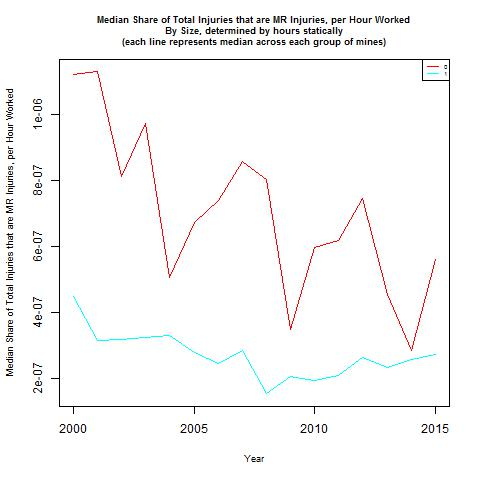 Median Share of Total Injuries that are MR Injuries, per Hour Worked
By Size, determined by hours statically
(each line represents median across each group of mines)
0
1
Median Share of Total Injuries that are MR Injuries, per Hour Worked
1e-06
8e-07
6e-07
4e-07
2e-07
2000 2005 2010 2015
Year